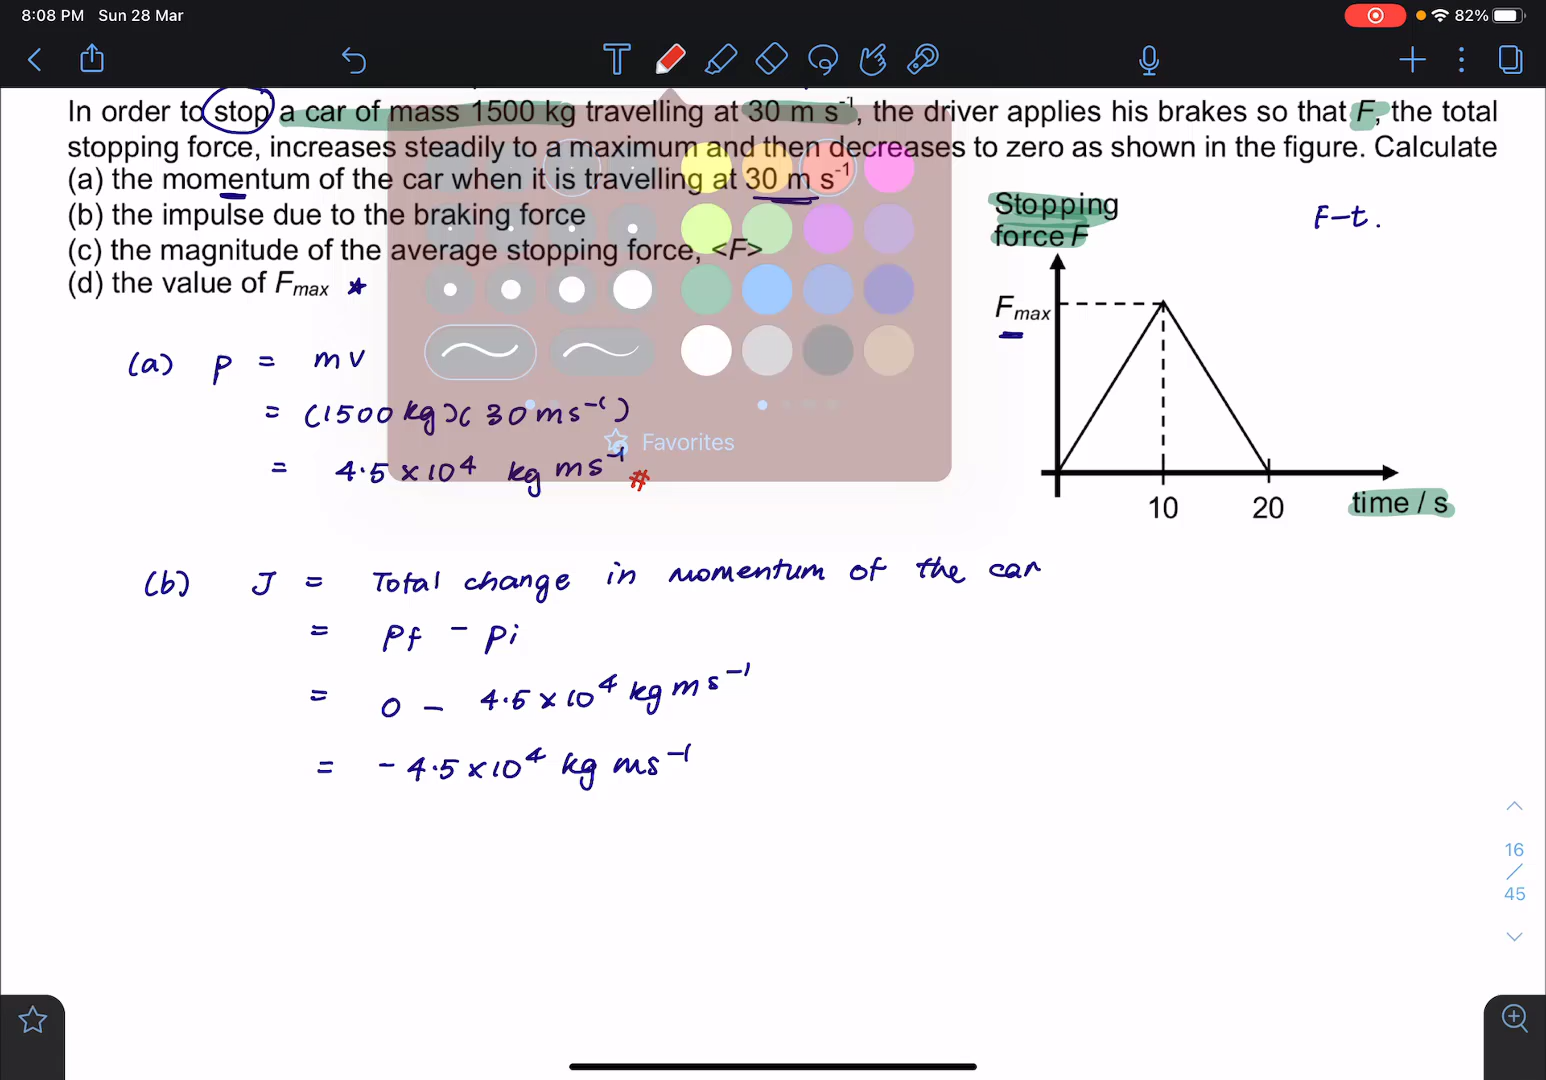 8:08 PM Sun 28 Mar
82%
In order to stop a car of mass 1500 kg travelling at 30 m s⁻¹, the driver applies his brakes so that F, the total
stopping force, increases steadily to a maximum and then decreases to zero as shown in the figure. Calculate
(a) the momentum of the car when it is travelling at 30 m s⁻¹
(b) the impulse due to the braking force
(c) the magnitude of the average stopping force, <F>
(d) the value of Fmax ★
Stopping
force F
F-t.
Fmax
10
20
time / s
(a) p = mv
= (1500 kg)(30 ms⁻¹)
= 4.5 × 10⁴ kg ms⁻¹ #
Favorites
(b) J = Total change in momentum of the car
= pf - pi
= 0 - 4.5 × 10⁴ kg ms⁻¹
= - 4.5 × 10⁴ kg ms⁻¹
16
/
45